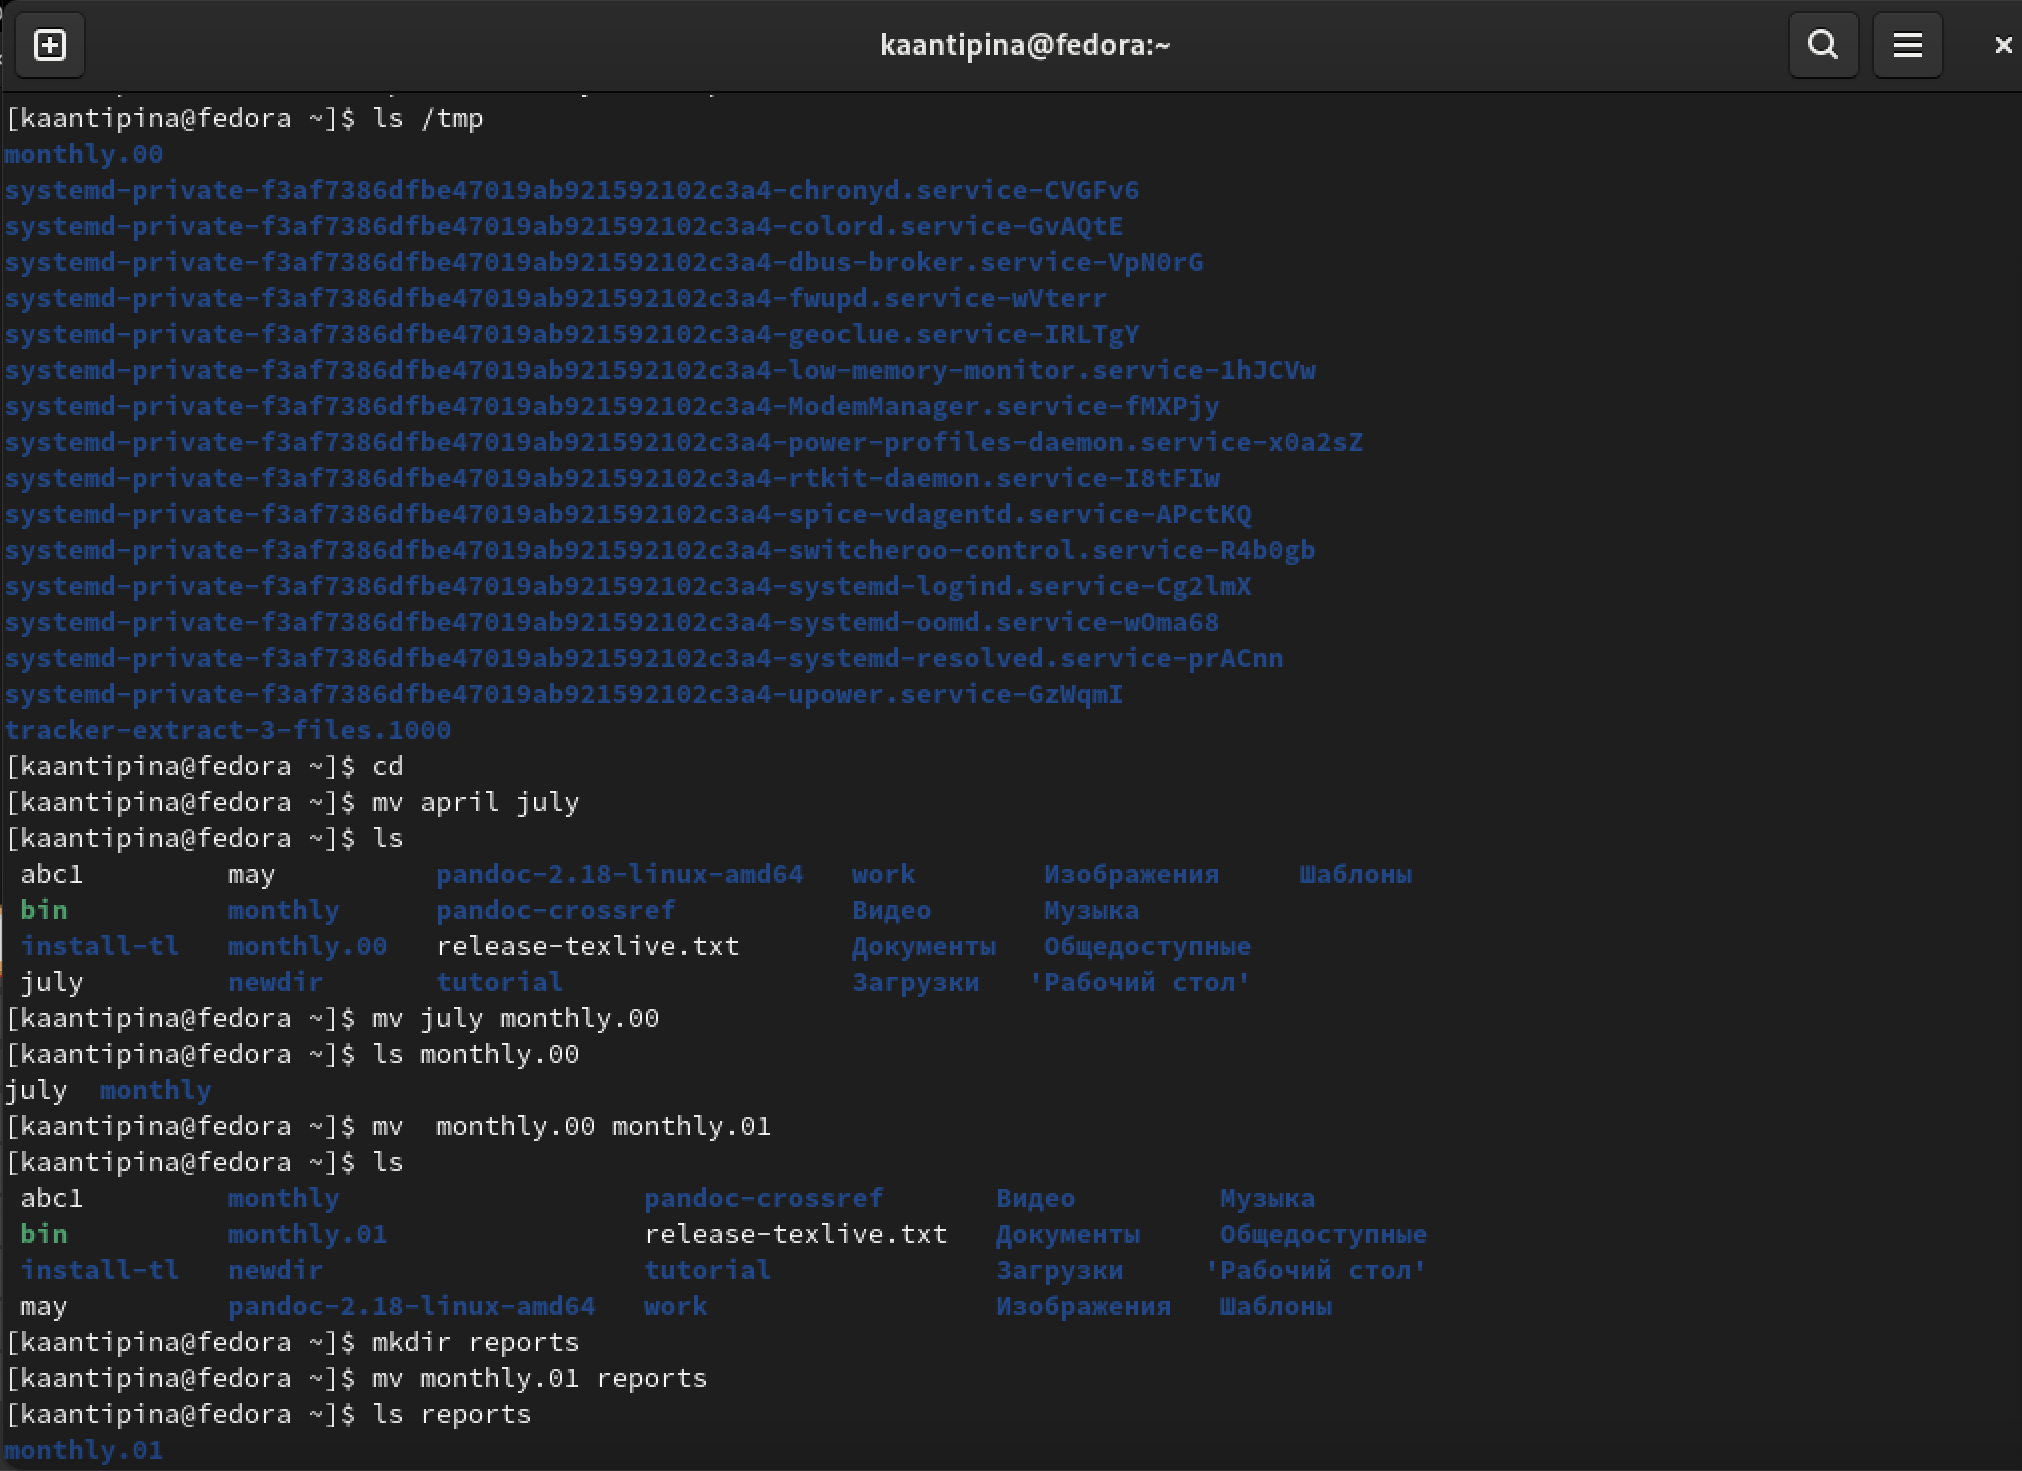 kaantipina@fedora:~
[kaantipina@fedora ~]$ ls /tmp
monthly.00
systemd-private-f3af7386dfbe47019ab921592102c3a4-chronyd.service-CVGFv6
systemd-private-f3af7386dfbe47019ab921592102c3a4-colord.service-GvAQtE
systemd-private-f3af7386dfbe47019ab921592102c3a4-dbus-broker.service-VpN0rG
systemd-private-f3af7386dfbe47019ab921592102c3a4-fwupd.service-wVterr
systemd-private-f3af7386dfbe47019ab921592102c3a4-geoclue.service-IRLTgY
systemd-private-f3af7386dfbe47019ab921592102c3a4-low-memory-monitor.service-1hJCVw
systemd-private-f3af7386dfbe47019ab921592102c3a4-ModemManager.service-fMXPjy
systemd-private-f3af7386dfbe47019ab921592102c3a4-power-profiles-daemon.service-x0a2sZ
systemd-private-f3af7386dfbe47019ab921592102c3a4-rtkit-daemon.service-I8tFIw
systemd-private-f3af7386dfbe47019ab921592102c3a4-spice-vdagentd.service-APctKQ
systemd-private-f3af7386dfbe47019ab921592102c3a4-switcheroo-control.service-R4b0gb
systemd-private-f3af7386dfbe47019ab921592102c3a4-systemd-logind.service-Cg2lmX
systemd-private-f3af7386dfbe47019ab921592102c3a4-systemd-oomd.service-wOma68
systemd-private-f3af7386dfbe47019ab921592102c3a4-systemd-resolved.service-prACnn
systemd-private-f3af7386dfbe47019ab921592102c3a4-upower.service-GzWqmI
tracker-extract-3-files.1000
[kaantipina@fedora ~]$ cd
[kaantipina@fedora ~]$ mv april july
[kaantipina@fedora ~]$ ls
abc1 may pandoc-2.18-linux-amd64 work Изображения Шаблоны
bin monthly pandoc-crossref Видео Музыка
install-tl monthly.00 release-texlive.txt Документы Общедоступные
july newdir tutorial Загрузки 'Рабочий стол'
[kaantipina@fedora ~]$ mv july monthly.00
[kaantipina@fedora ~]$ ls monthly.00
july monthly
[kaantipina@fedora ~]$ mv  monthly.00 monthly.01
[kaantipina@fedora ~]$ ls
abc1 monthly pandoc-crossref Видео Музыка
bin monthly.01 release-texlive.txt Документы Общедоступные
install-tl newdir tutorial Загрузки 'Рабочий стол'
may pandoc-2.18-linux-amd64 work Изображения Шаблоны
[kaantipina@fedora ~]$ mkdir reports
[kaantipina@fedora ~]$ mv monthly.01 reports
[kaantipina@fedora ~]$ ls reports
monthly.01